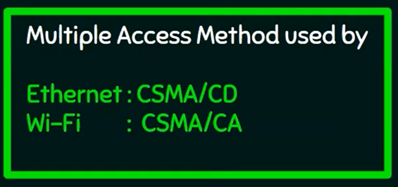 Multiple Access Method used by
Ethernet : CSMA/CD
Wi-Fi : CSMA/CA